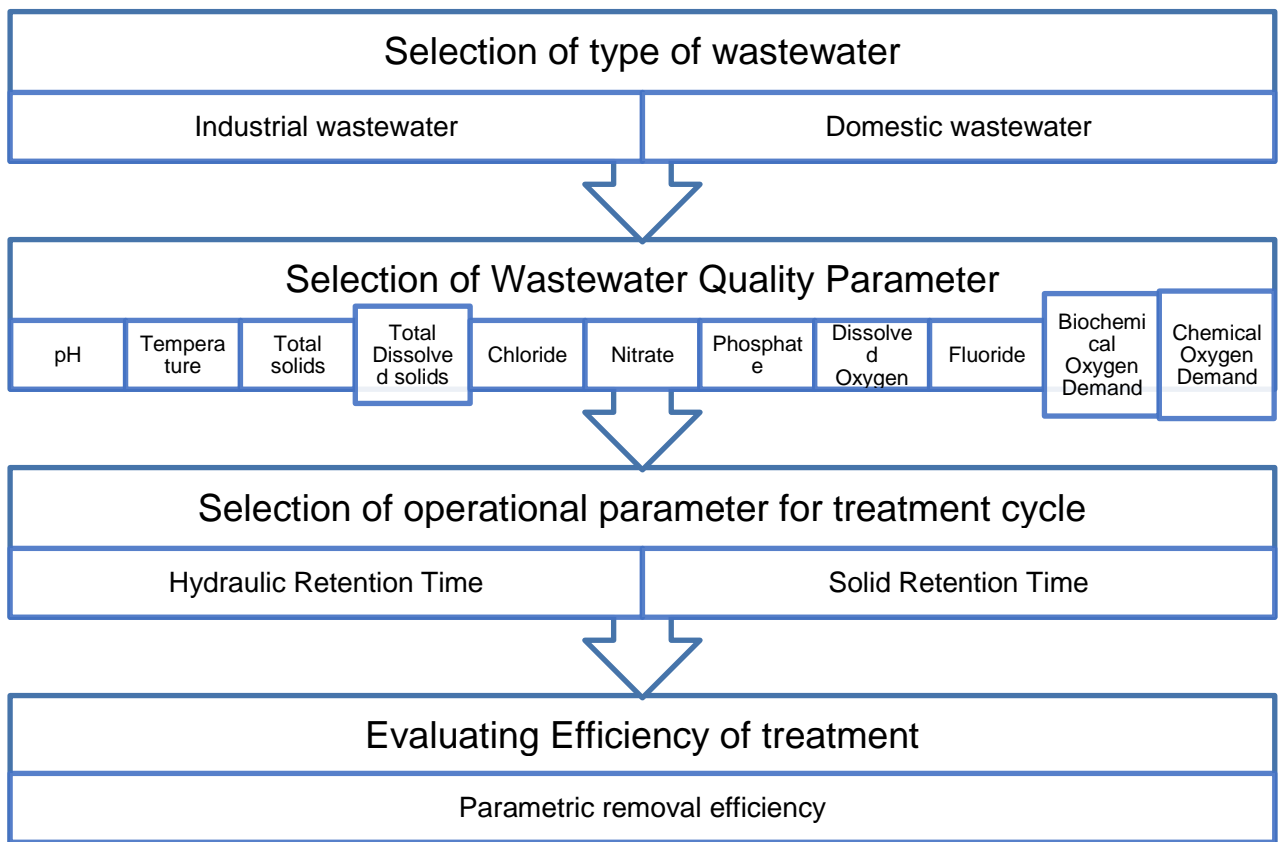 Selection of type of wastewater
Industrial wastewater
Domestic wastewater
Selection of Wastewater Quality Parameter
pH
Tempera
ture
Total
solids
Total
Dissolve
d solids
Chloride
Nitrate
Phosphat
e
Dissolve
d
Oxygen
Fluoride
Biochemi
cal
Oxygen
Demand
Chemical
Oxygen
Demand
Selection of operational parameter for treatment cycle
Hydraulic Retention Time
Solid Retention Time
Evaluating Efficiency of treatment
Parametric removal efficiency